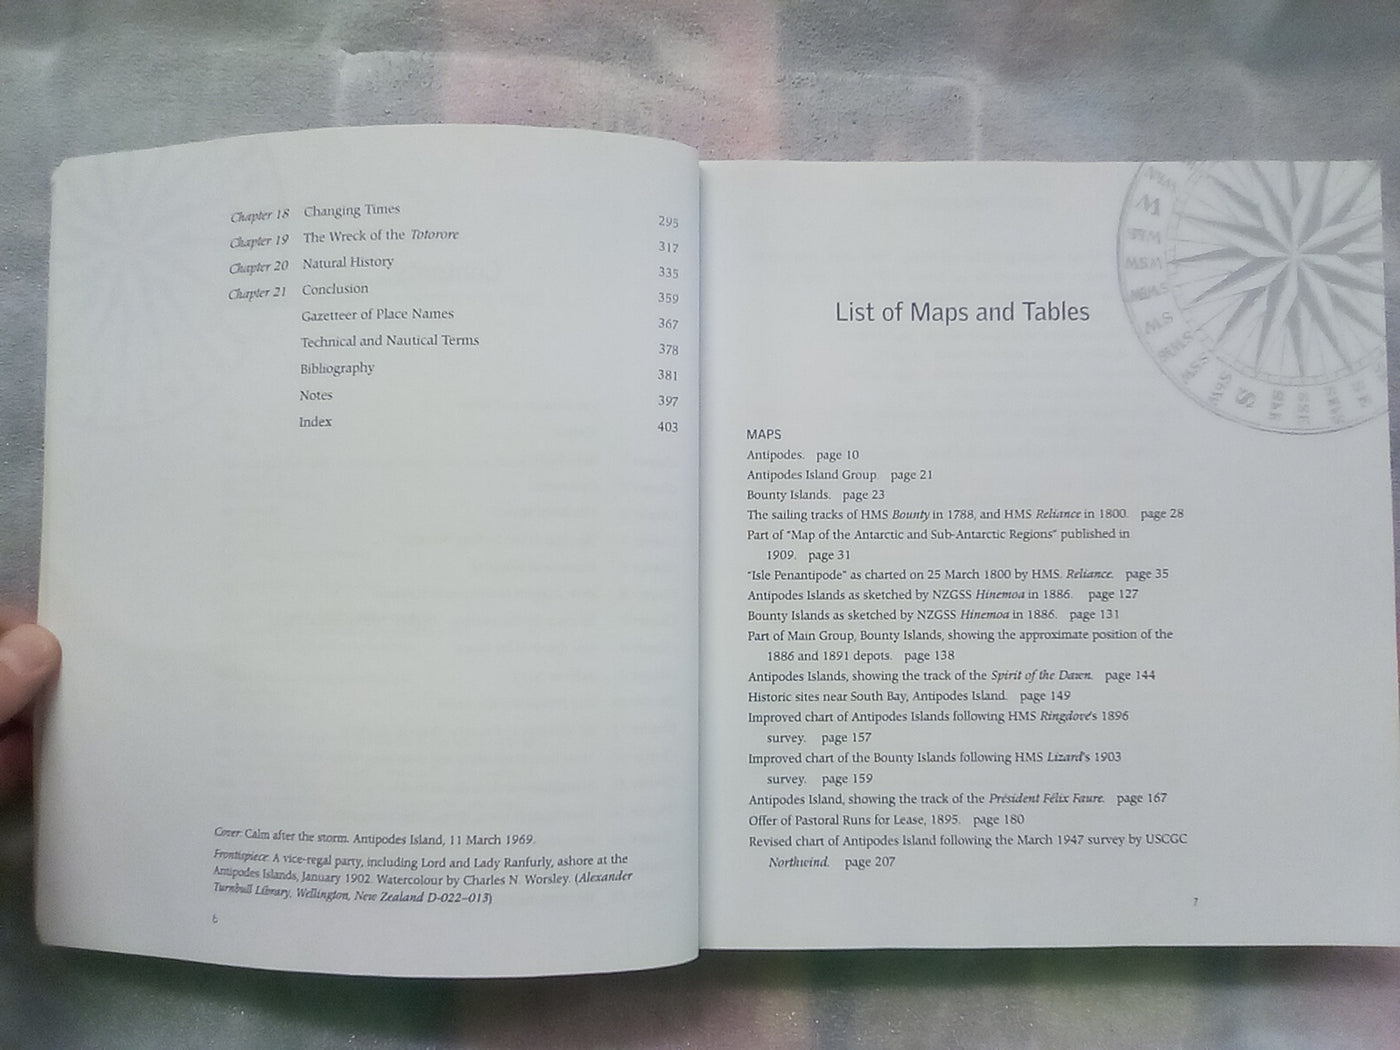 Chapter 18 Changing Times 295
Chapter 19 The Wreck of the Totorore 317
Chapter 20 Natural History 335
Chapter 21 Conclusion 359
Gazetteer of Place Names 367
Technical and Nautical Terms 378
Bibliography 381
Notes 397
Index 403
Cover: Calm after the storm. Antipodes Island, 11 March 1969.
Frontispiece: A vice-regal party, including Lord and Lady Ranfurly, ashore at the
Antipodes Islands, January 1902. Watercolour by Charles N. Worsley. (Alexander
Turnbull Library, Wellington, New Zealand D-022–013)
6
List of Maps and Tables
MAPS
Antipodes. page 10
Antipodes Island Group page 21
Bounty Islands. page 23
The sailing tracks of HMS Bounty in 1788, and HMS Reliance in 1800. page 28
Part of "Map of the Antarctic and Sub-Antarctic Regions" published in
1909. page 31
"Isle Penantipode" as charted on 25 March 1800 by HMS. Reliance. page 35
Antipodes Islands as sketched by NZGSS Hinemoa in 1886. page 127
Bounty Islands as sketched by NZGSS Hinemoa in 1886. page 131
Part of Main Group, Bounty Islands, showing the approximate position of the
1886 and 1891 depots. page 138
Antipodes Islands, showing the track of the Spirit of the Dawn. page 144
Historic sites near South Bay, Antipodes Island. page 149
Improved chart of Antipodes Islands following HMS Ringdove's 1896
survey. page 157
Improved chart of the Bounty Islands following HMS Lizard's 1903
survey. page 159
Antipodes Island, showing the track of the Président Félix Faure. page 167
Offer of Pastoral Runs for Lease, 1895. page 180
Revised chart of Antipodes Island following the March 1947 survey by USCGC
Northwind. page 207
7